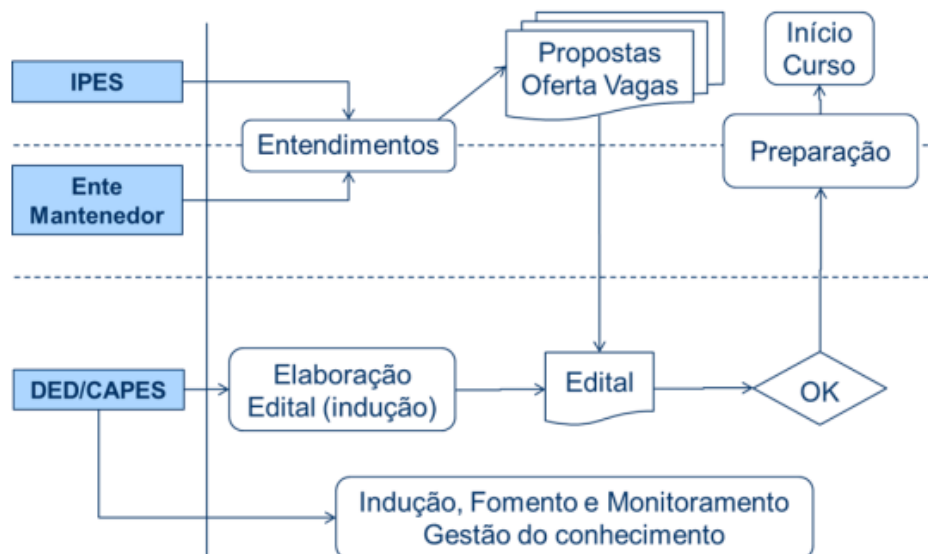 IPES
Entendimentos
Propostas
Oferta Vagas
Início
Curso
Preparação
Ente
Mantenedor
DED/CAPES
Elaboração
Edital (indução)
Edital
OK
Indução, Fomento e Monitoramento
Gestão do conhecimento